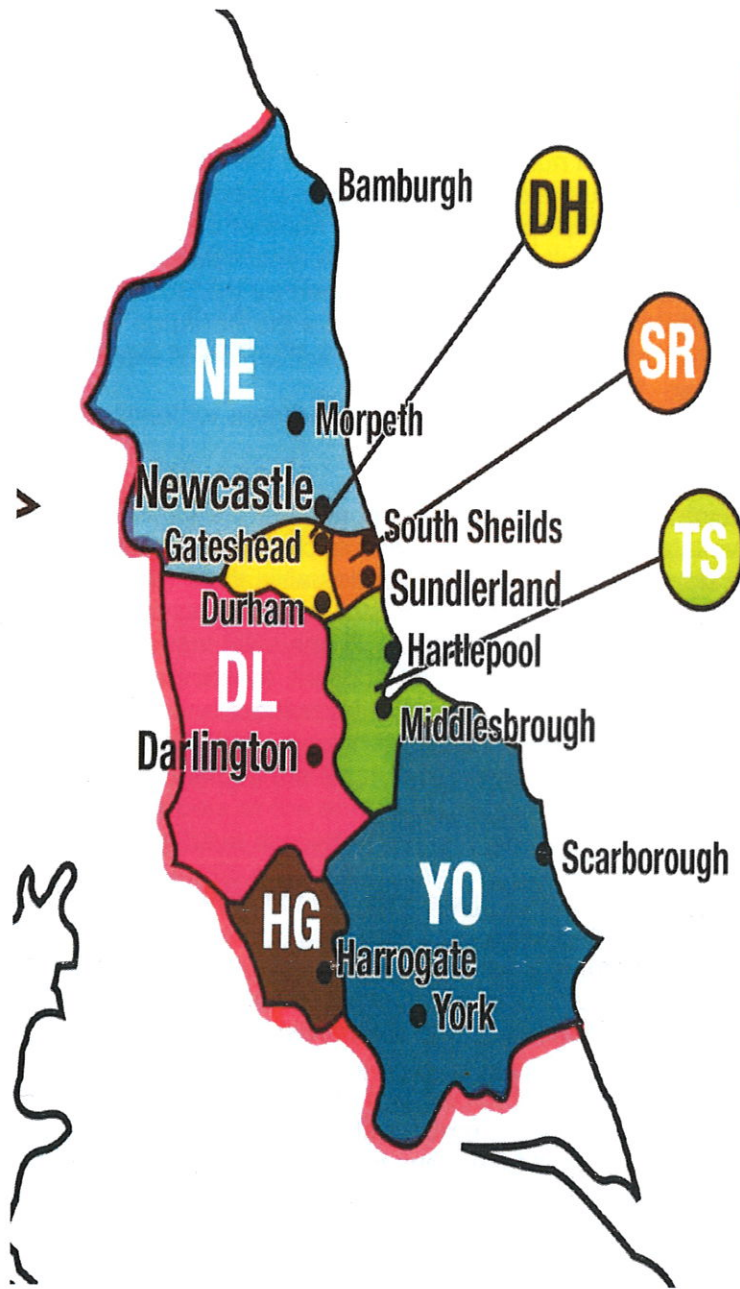 Bamburgh
DH
SR
NE
Morpeth
Newcastle
Gateshead
South Sheilds
TS
Sundlerland
Durham
Hartlepool
DL
Middlesbrough
Darlington
Scarborough
YO
HG
Harrogate
York